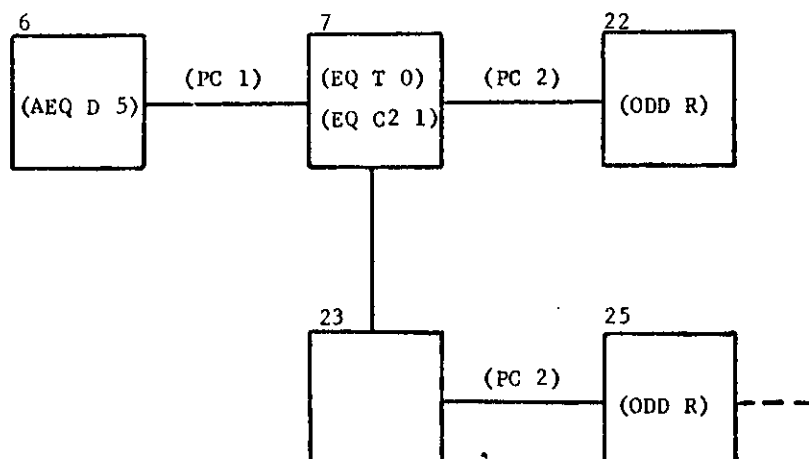 6 7 22
(PC 1) (EQ T 0) (PC 2)
(AEQ D 5) (EQ C2 1) (ODD R)
23 25
(PC 2)
(ODD R)